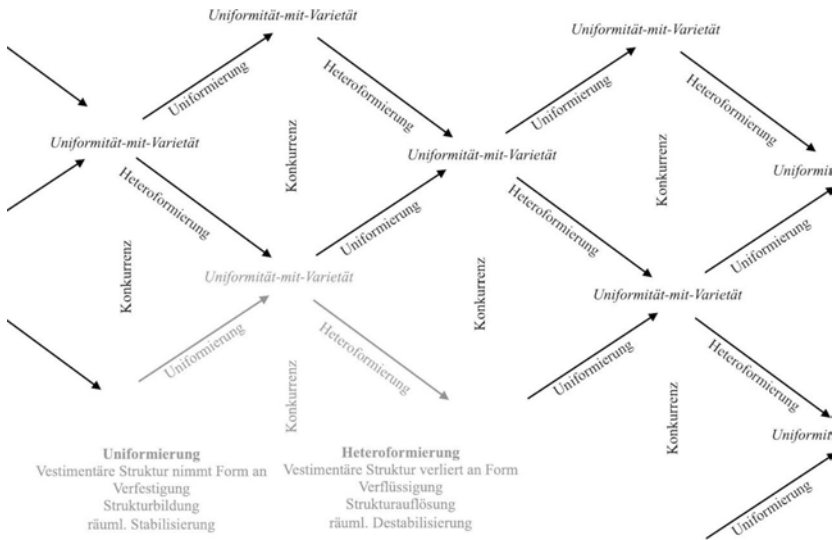 Uniformität-mit-Varietät
Uniformität-mit-Varietät
Uniformierung
Heteroformierung
Uniformierung
Heteroformierung
Uniformität-mit-Varietät
Konkurrenz
Uniformität-mit-Varietät
Konkurrenz
Uniformi
Heteroformierung
Uniformierung
Heteroformierung
Uniformierung
Konkurrenz
Uniformität-mit-Varietät
Konkurrenz
Uniformität-mit-Varietät
Uniformierung
Heteroformierung
Uniformierung
Heteroformierung
Konkurrenz
Konkurrenz
Uniformit
Uniformierung
Vestimentäre Struktur nimmt Form an
Verfestigung
Strukturbildung
räuml. Stabilisierung
Heteroformierung
Vestimentäre Struktur verliert an Form
Verflüssigung
Strukturauflösung
räuml. Destabilisierung
Uniformierung